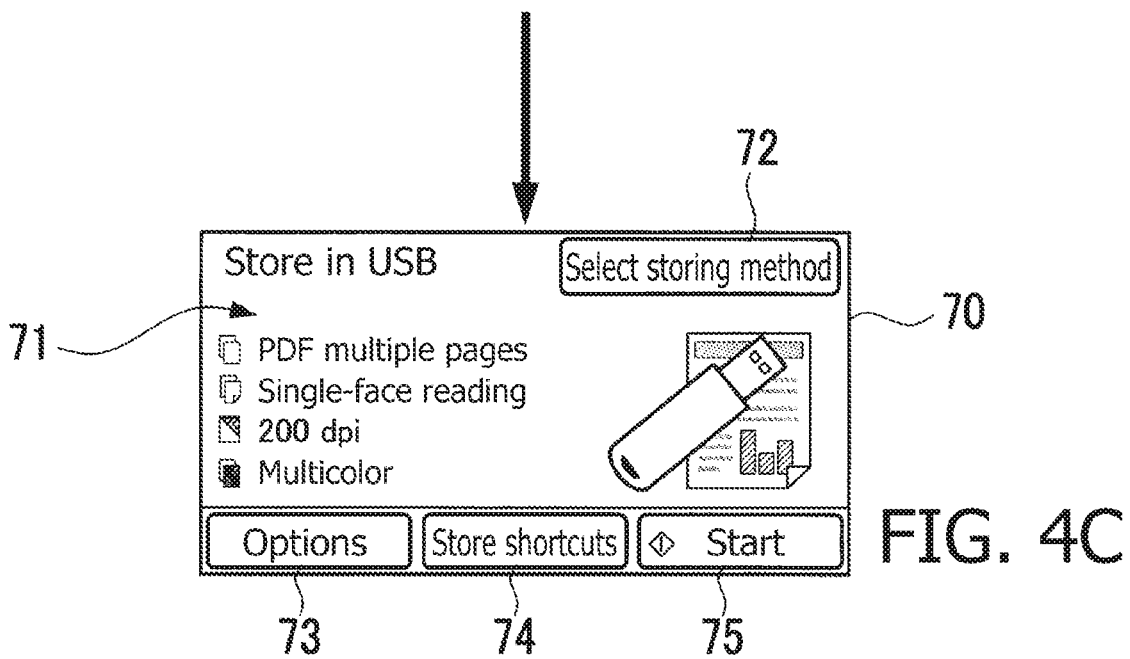 72
Store in USB
Select storing method
71
70
PDF multiple pages
Single-face reading
200 dpi
Multicolor
Options
Store shortcuts
Start
FIG. 4C
73
74
75